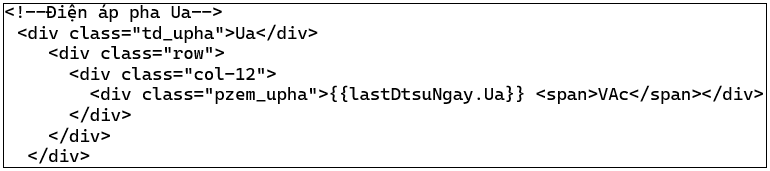 <!--Điện áp pha Ua-->
<div class="td_upha">Ua</div>
<div class="row">
<div class="col-12">
<div class="pzem_upha">{{lastDtsuNgay.Ua}} <span>VAc</span></div>
</div>
</div>
</div>